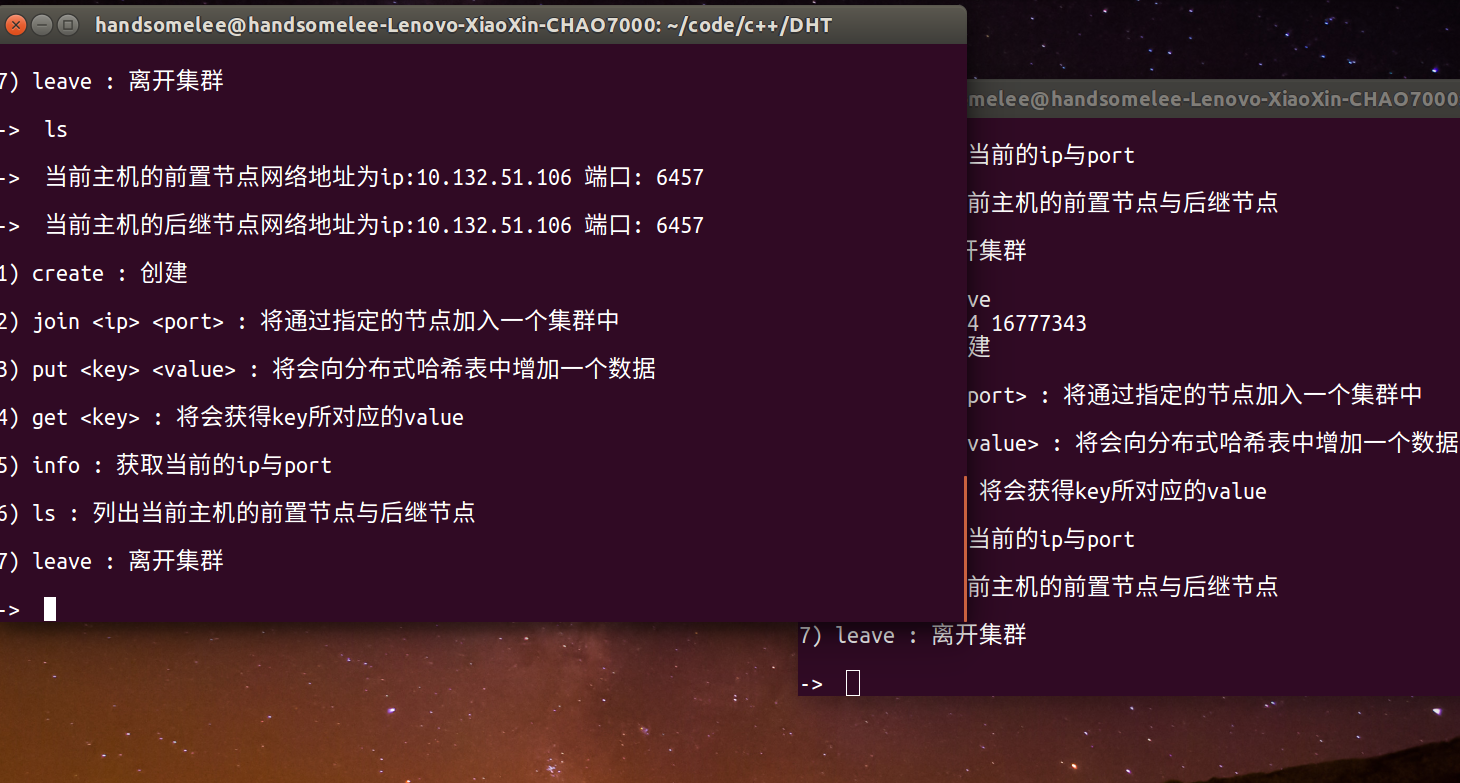 handsomelee@handsomelee-Lenovo-XiaoXin-CHAO7000: ~/code/c++/DHT
7) leave : 离开集群
-> ls
-> 当前主机的前置节点网络地址为ip:10.132.51.106 端口: 6457
-> 当前主机的后继节点网络地址为ip:10.132.51.106 端口: 6457
1) create : 创建
2) join <ip> <port> : 将通过指定的节点加入一个集群中
3) put <key> <value> : 将会向分布式哈希表中增加一个数据
4) get <key> : 将会获得key所对应的value
5) info : 获取当前的ip与port
6) ls : 列出当前主机的前置节点与后继节点
7) leave : 离开集群
->
melee@handsomelee-Lenovo-XiaoXin-CHAO7000
当前的ip与port
前主机的前置节点与后继节点
开集群
ve
4 16777343
建
port> : 将通过指定的节点加入一个集群中
value> : 将会向分布式哈希表中增加一个数据
将会获得key所对应的value
当前的ip与port
前主机的前置节点与后继节点
7) leave : 离开集群
->